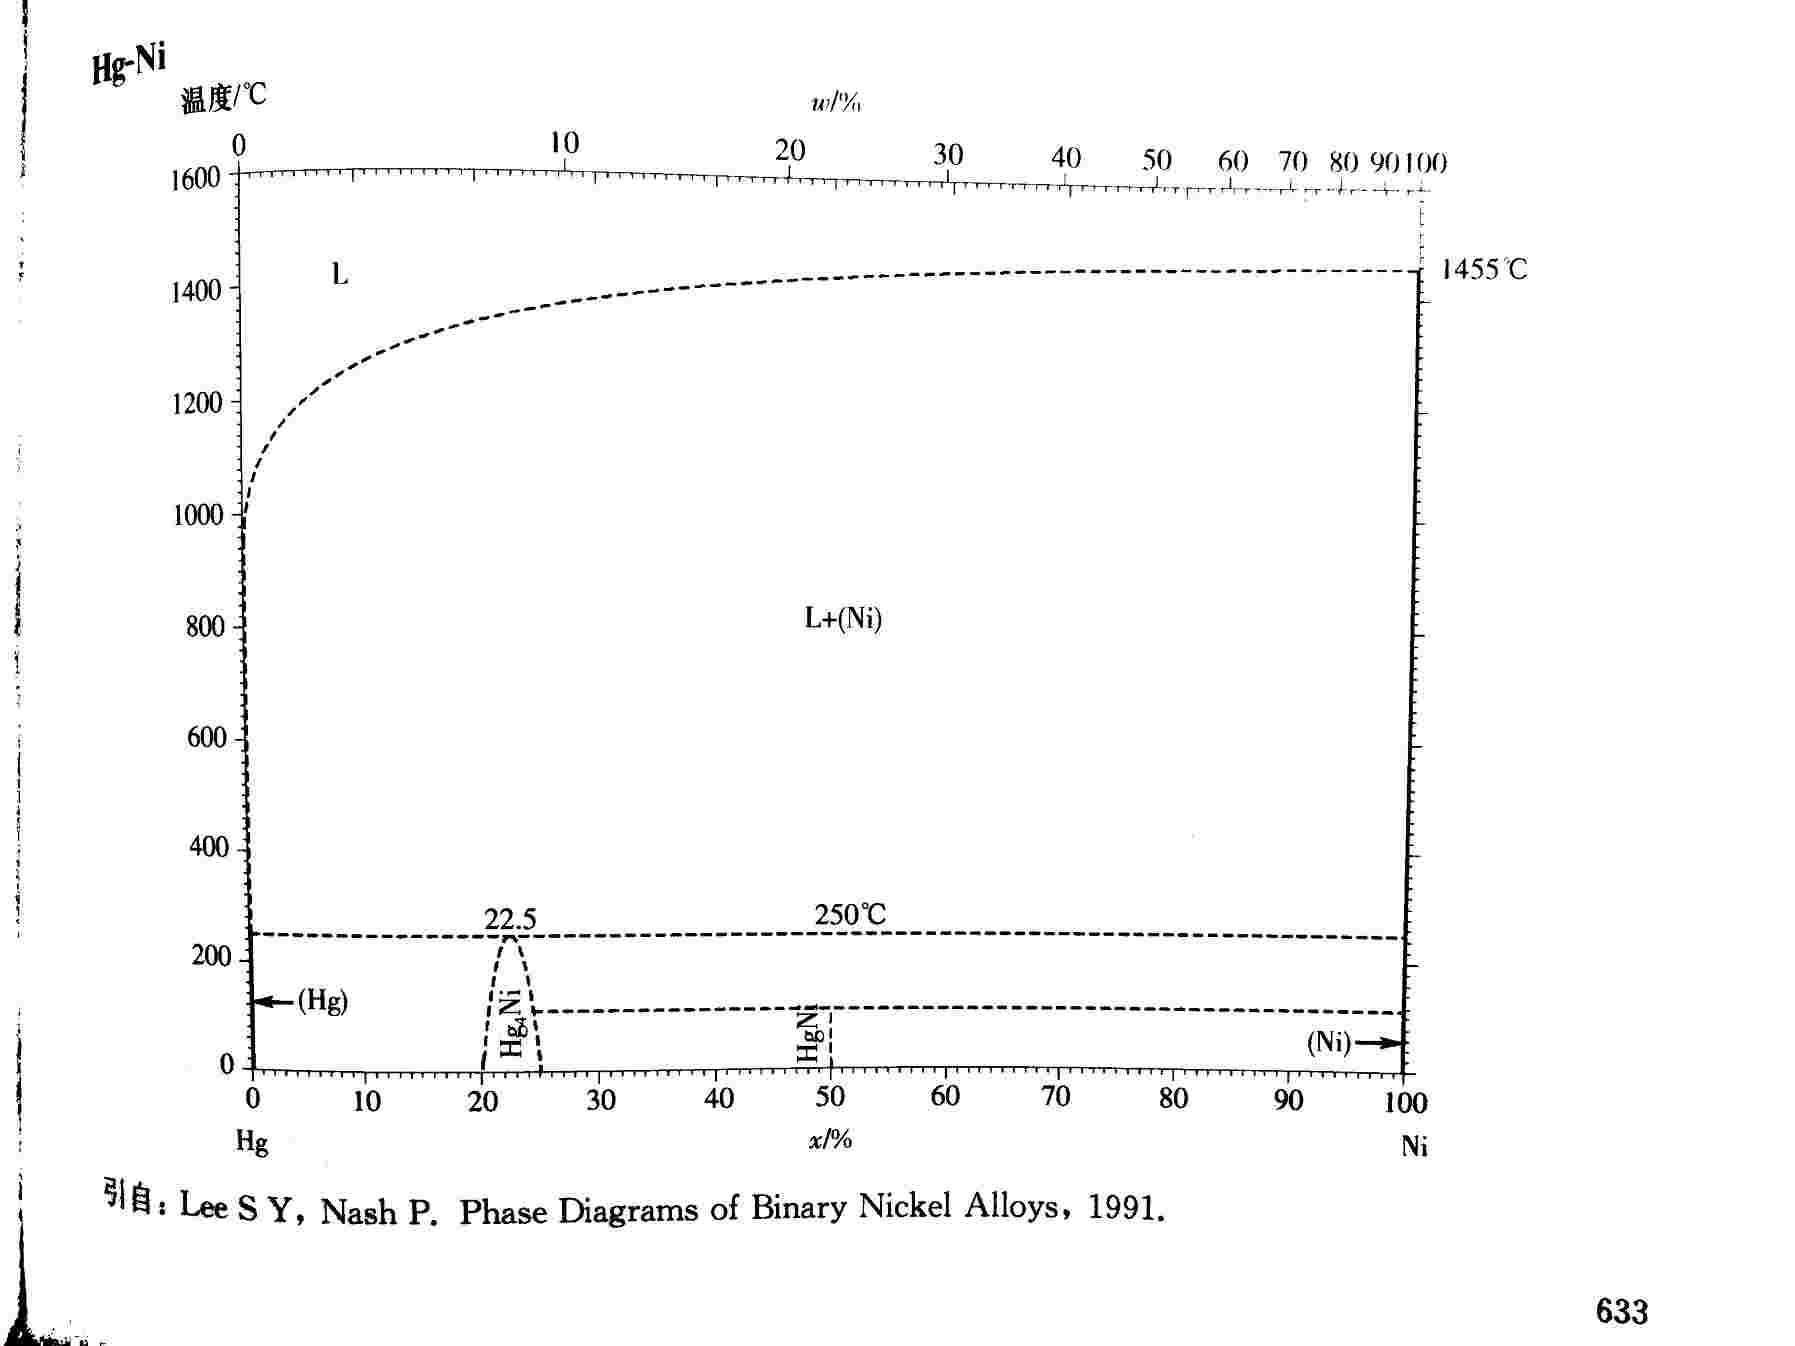 Hg-Ni
温度/℃
w/%
0 10 20 30 40 50 60 70 80 90 100
1600
L
1400
1455℃
1200
1000
800
L+(Ni)
600
400
22.5
250℃
200
(Hg)
Hg₄Ni
HgNi
(Ni)
0
0 10 20 30 40 50 60 70 80 90 100
Hg
x/%
Ni
引自：Lee S Y, Nash P. Phase Diagrams of Binary Nickel Alloys, 1991.
633